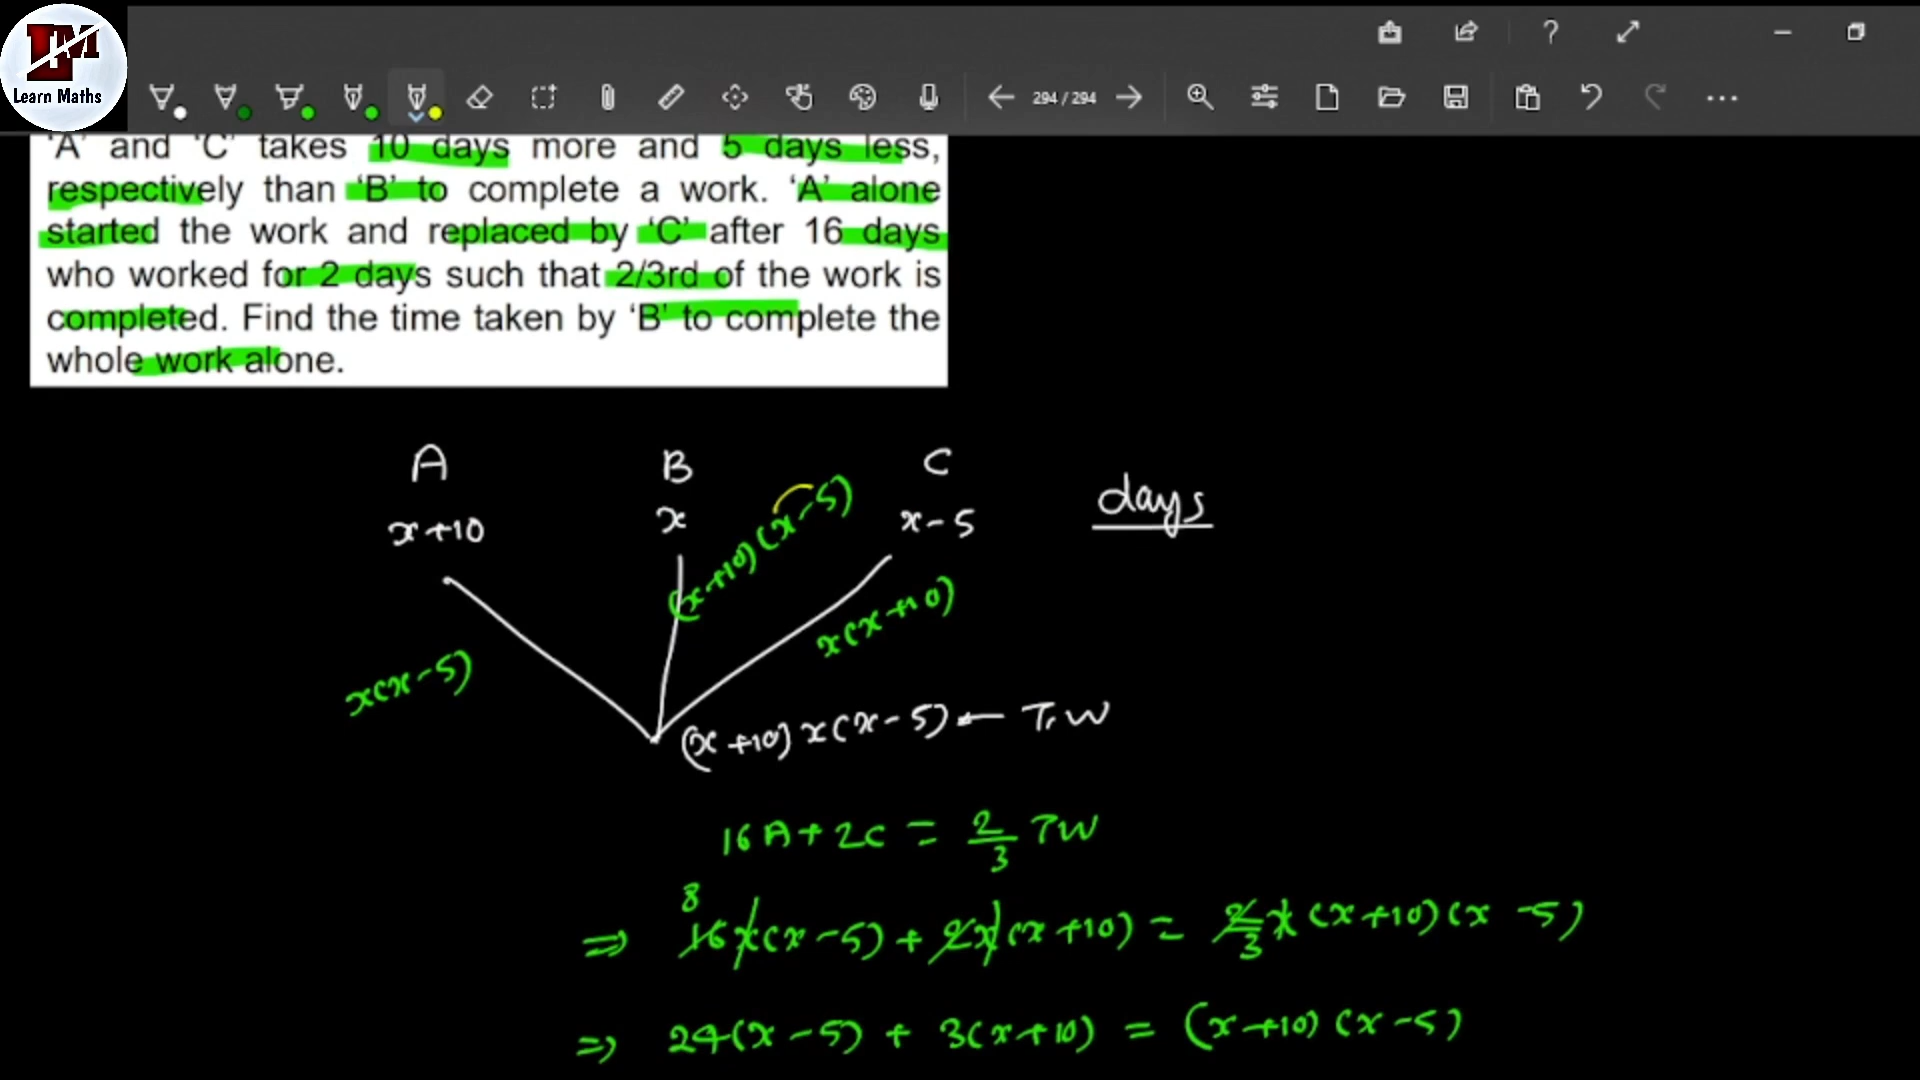 LM
Learn Maths
294 / 294
'A' and 'C' takes 10 days more and 5 days less,
respectively than 'B' to complete a work. 'A' alone
started the work and replaced by 'C' after 16 days
who worked for 2 days such that 2/3rd of the work is
completed. Find the time taken by 'B' to complete the
whole work alone.
A B C
x+10 x x-5 days
(x+10)(x-5)
x(x+10)
x(x-5)
(x+10)x(x-5) ← T.W
16A+2C = 2/3 TW
8
⇒ 16x(x-5)+2x(x+10) = 2/3 x(x+10)(x-5)
⇒ 24(x-5) + 3(x+10) = (x+10)(x-5)